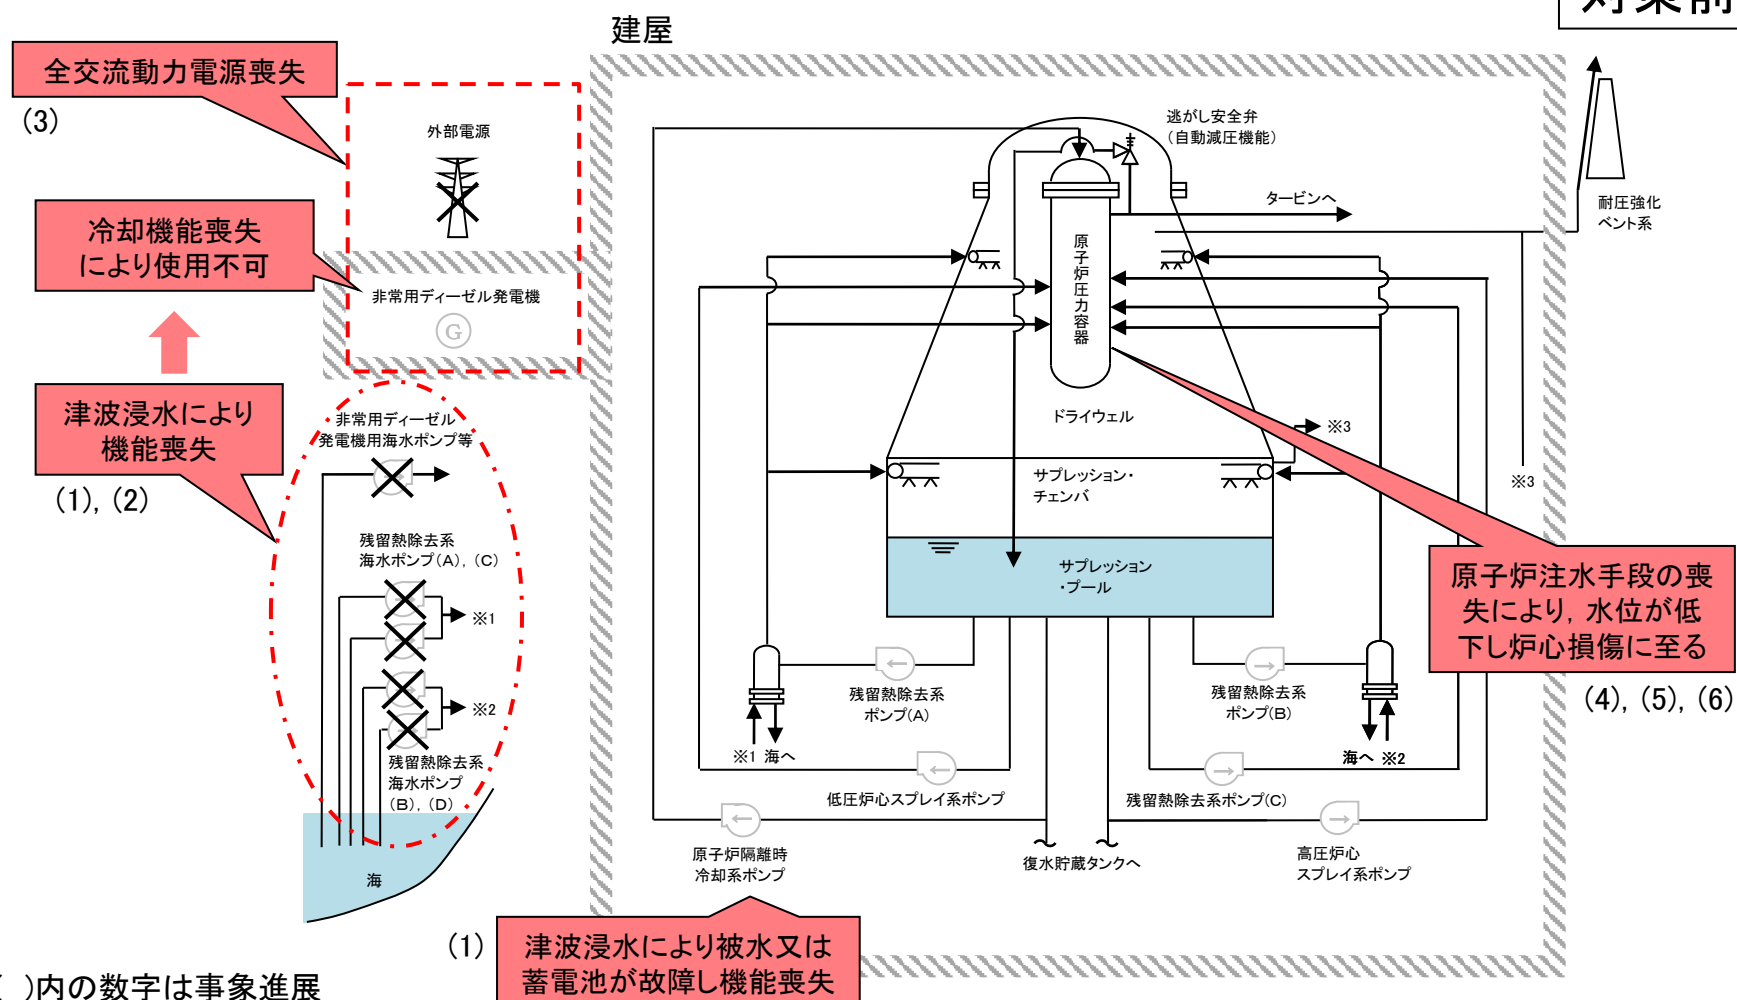 対策前
建屋
全交流動力電源喪失
(3)
外部電源
逃がし安全弁
(自動減圧機能)
タービンへ
耐圧強化
ベント系
冷却機能喪失
により使用不可
非常用ディーゼル発電機
G
原子炉圧力容器
津波浸水により
機能喪失
(1), (2)
非常用ディーゼル
発電機用海水ポンプ等
ドライウェル
※3
※3
サプレッション・
チェンバ
残留熱除去系
海水ポンプ(A), (C)
※1
サプレッション
・プール
原子炉注水手段の喪
失により, 水位が低
下し炉心損傷に至る
(4), (5), (6)
※2
残留熱除去系
海水ポンプ
(B), (D)
残留熱除去系
ポンプ(A)
残留熱除去系
ポンプ(B)
※1 海へ
海へ ※2
低圧炉心スプレイ系ポンプ
残留熱除去系ポンプ(C)
原子炉隔離時
冷却系ポンプ
復水貯蔵タンクへ
高圧炉心
スプレイ系ポンプ
海
(1)
津波浸水により被水又は
蓄電池が故障し機能喪失
( )内の数字は事象進展